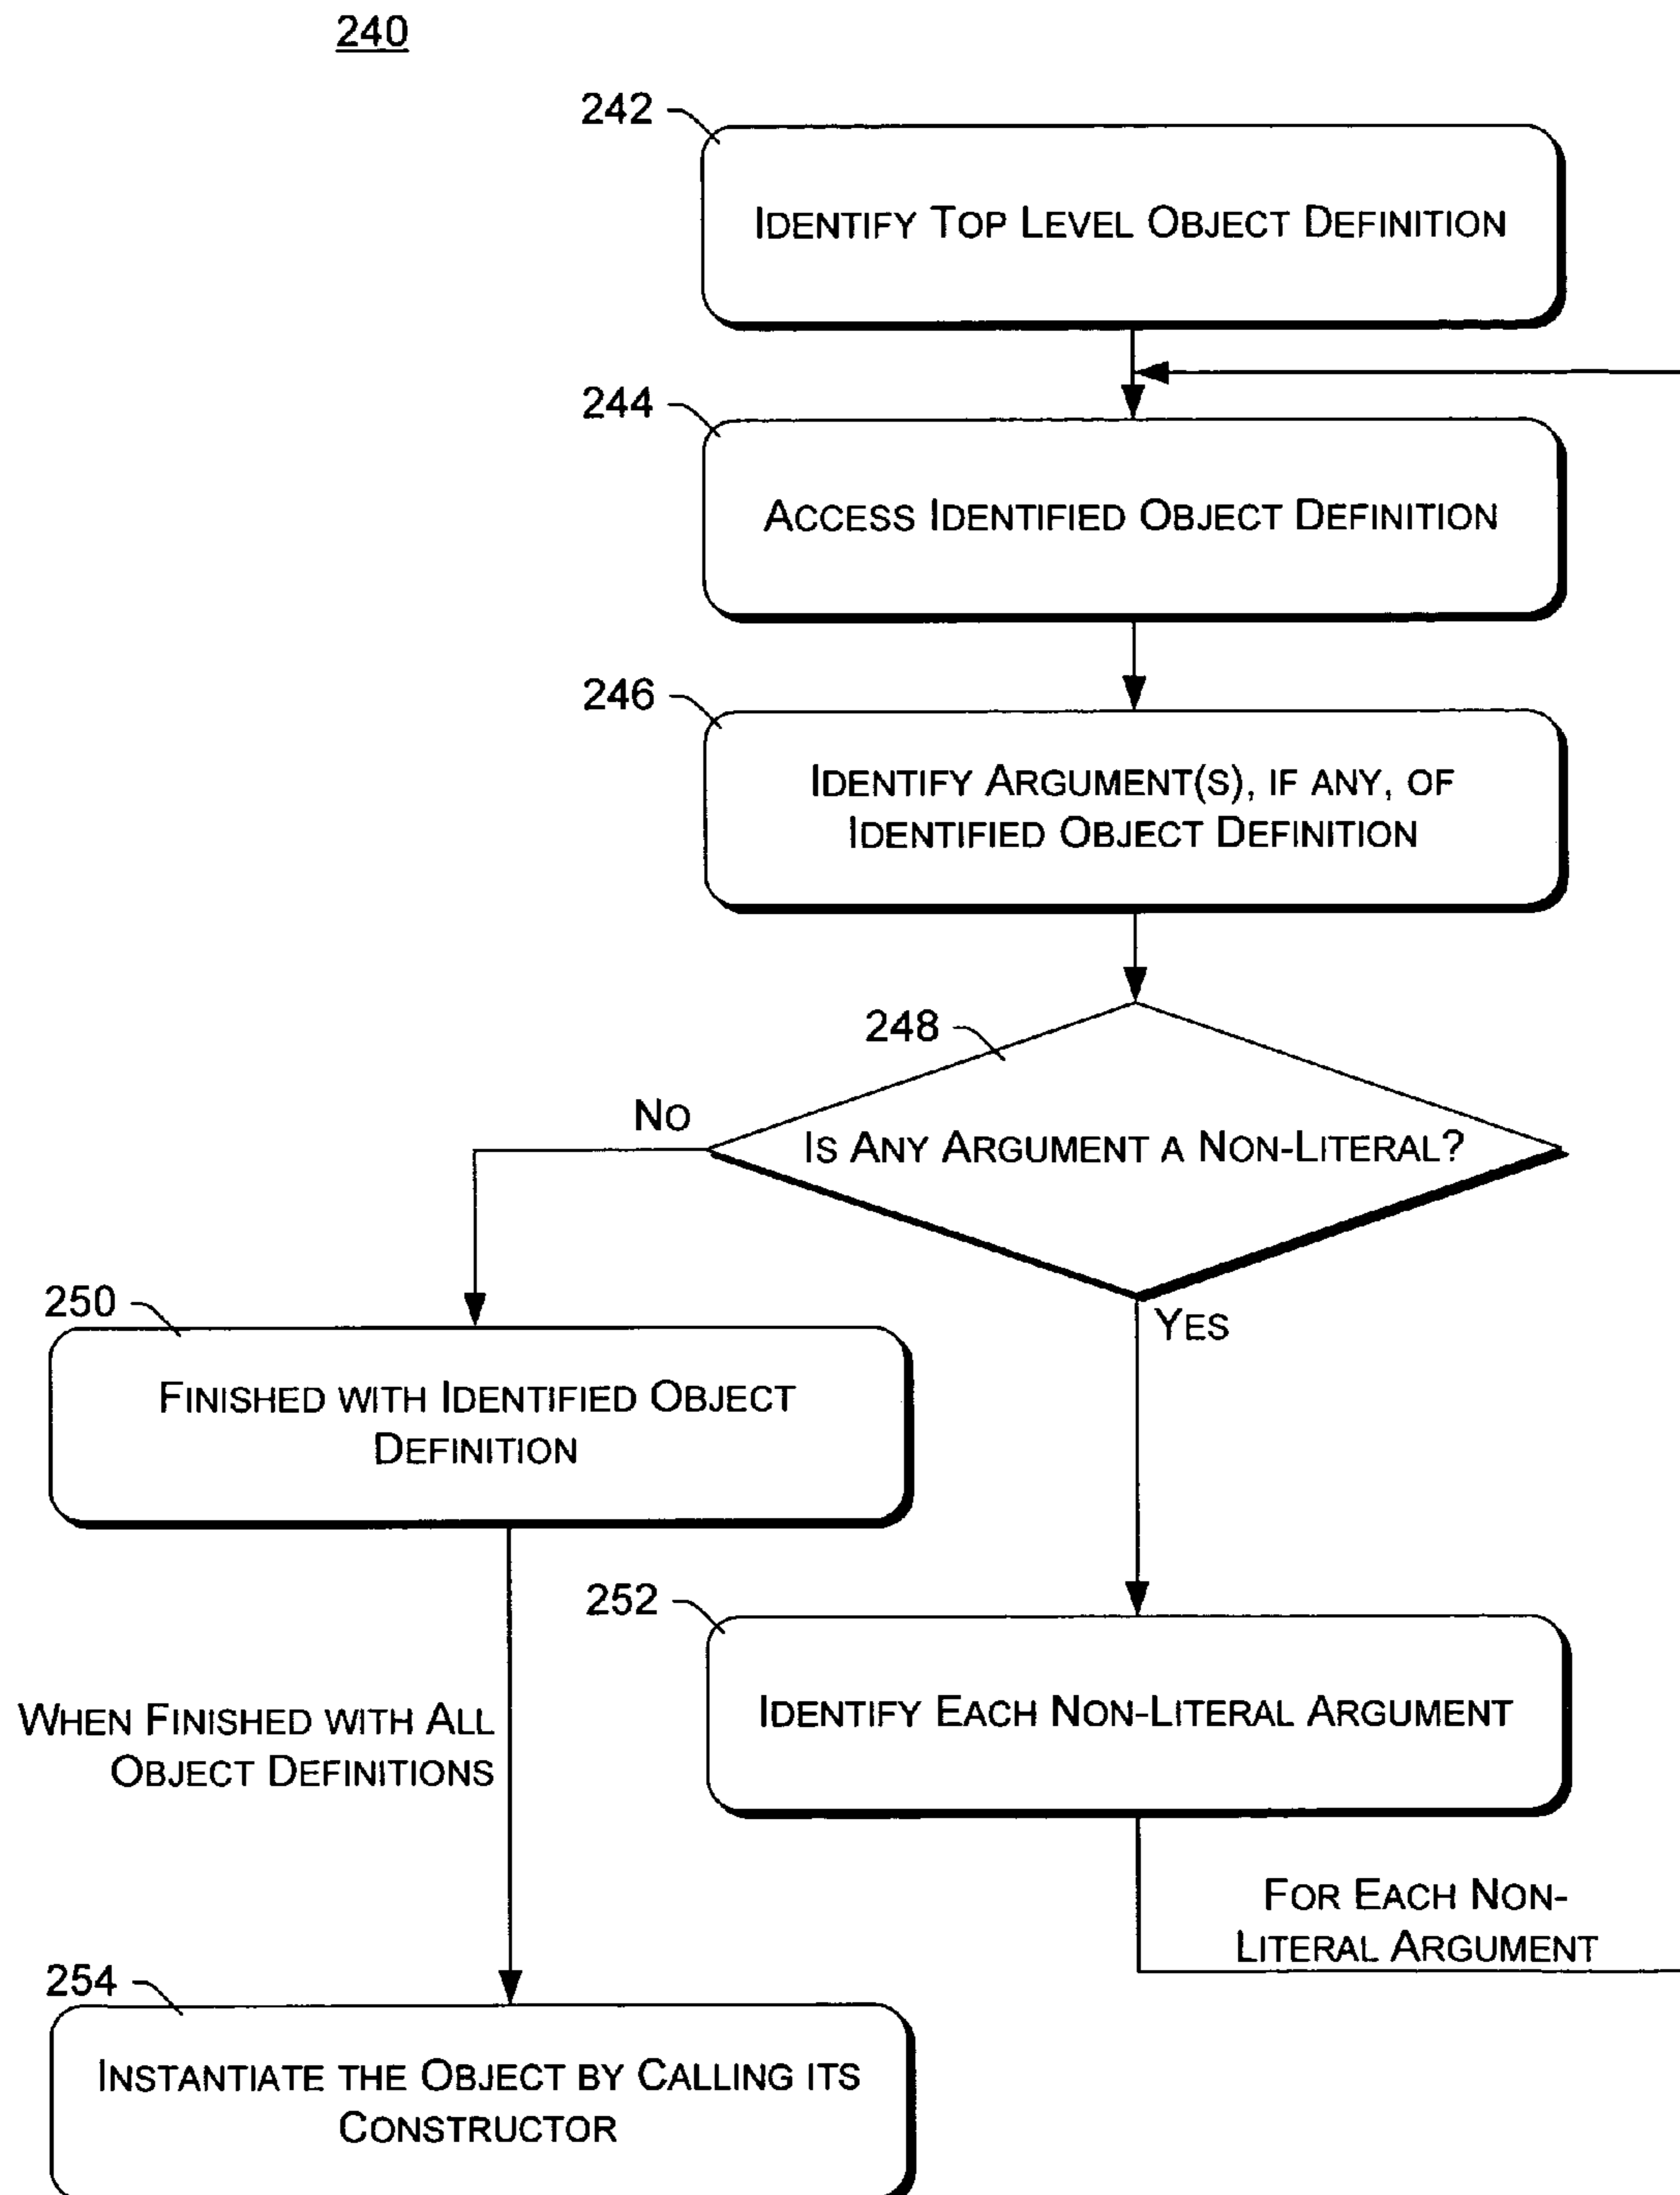 240
242
IDENTIFY TOP LEVEL OBJECT DEFINITION
244
ACCESS IDENTIFIED OBJECT DEFINITION
246
IDENTIFY ARGUMENT(S), IF ANY, OF
IDENTIFIED OBJECT DEFINITION
248
NO
IS ANY ARGUMENT A NON-LITERAL?
250
YES
FINISHED WITH IDENTIFIED OBJECT
DEFINITION
252
IDENTIFY EACH NON-LITERAL ARGUMENT
WHEN FINISHED WITH ALL
OBJECT DEFINITIONS
FOR EACH NON-
LITERAL ARGUMENT
254
INSTANTIATE THE OBJECT BY CALLING ITS
CONSTRUCTOR